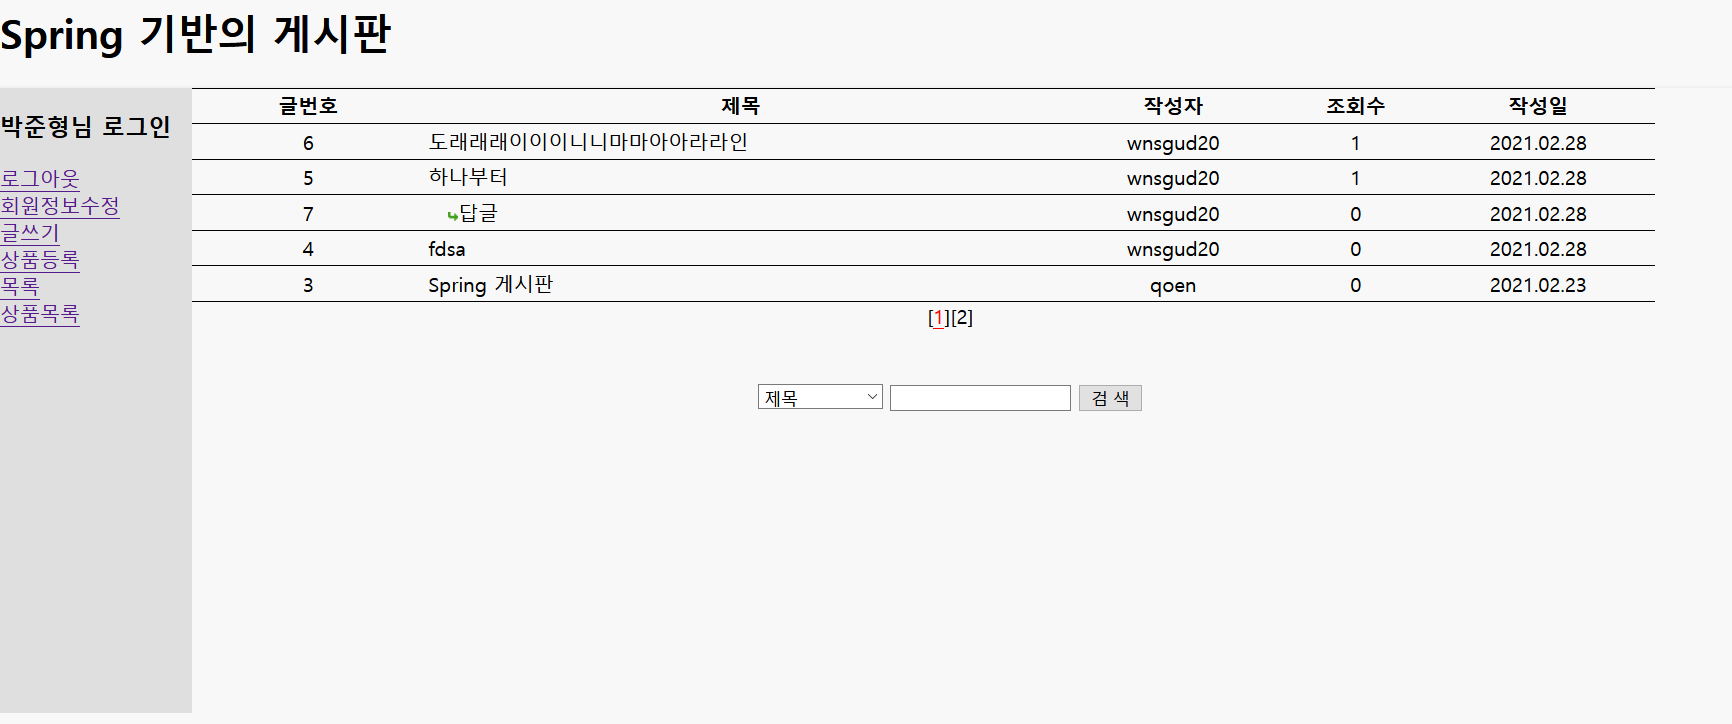 Spring 기반의 게시판
박준형님 로그인
로그아웃
회원정보수정
글쓰기
상품등록
목록
상품목록
글번호 제목 작성자 조회수 작성일
6 도래래래이이이니니마마아아라라인 wnsgud20 1 2021.02.28
5 하나부터 wnsgud20 1 2021.02.28
7 답글 wnsgud20 0 2021.02.28
4 fdsa wnsgud20 0 2021.02.28
3 Spring 게시판 qoen 0 2021.02.23
[1][2]
제목 검 색